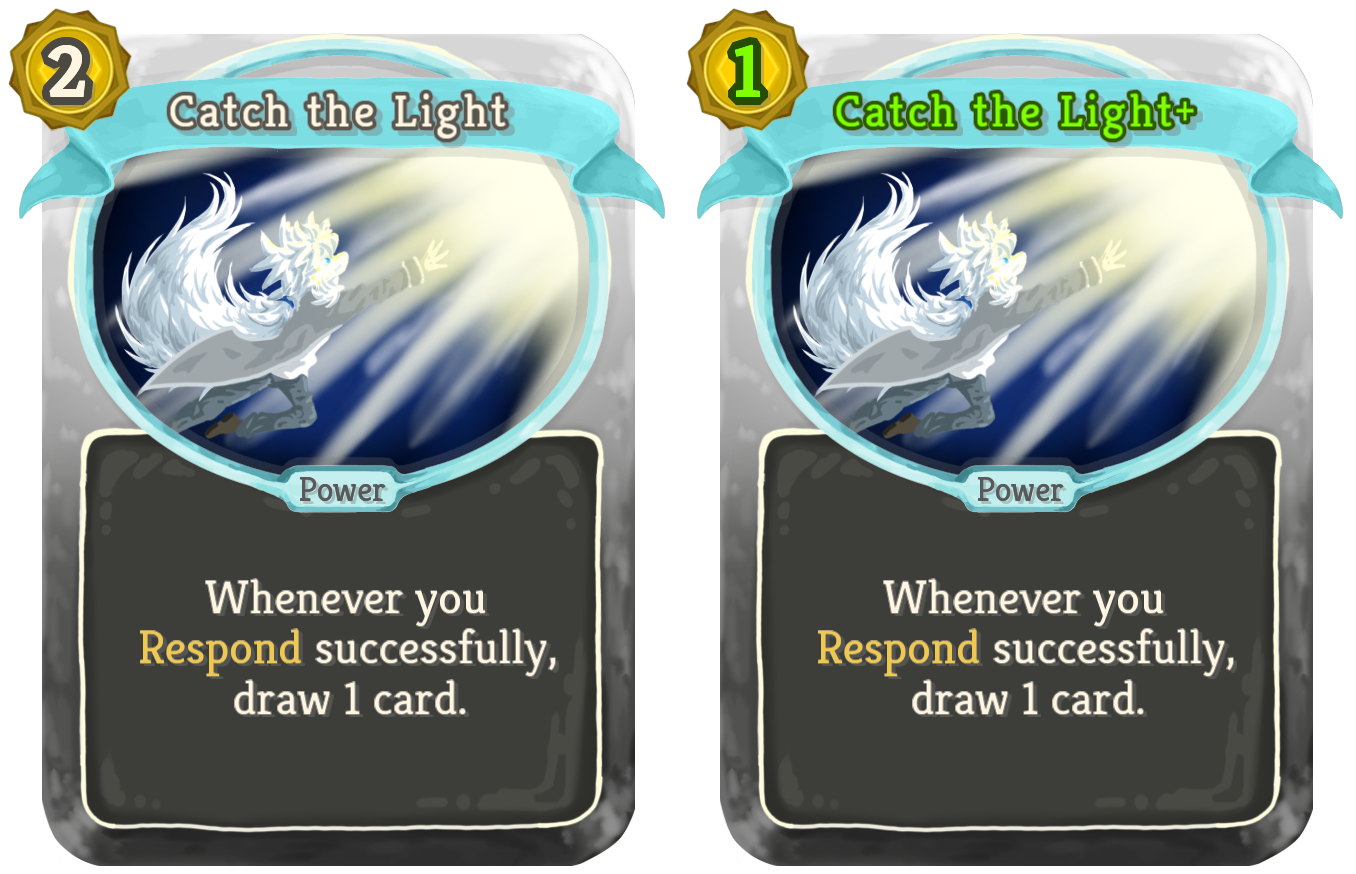 2
Catch the Light
Power
Whenever you
Respond successfully,
draw 1 card.
1
Catch the Light+
Power
Whenever you
Respond successfully,
draw 1 card.